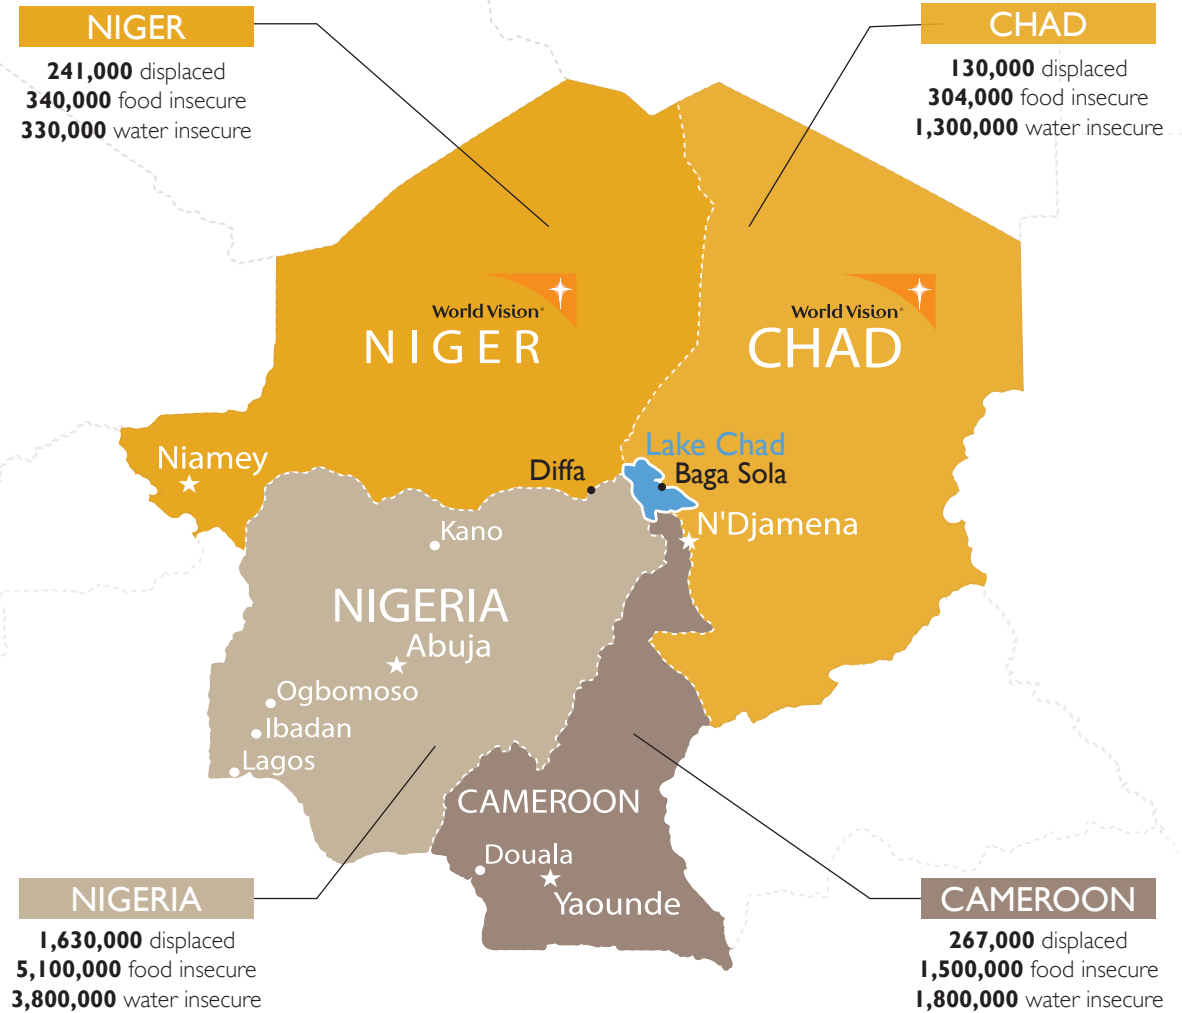 NIGER
241,000 displaced
340,000 food insecure
330,000 water insecure
CHAD
130,000 displaced
304,000 food insecure
1,300,000 water insecure
World Vision®
NIGER
World Vision®
CHAD
Niamey
Diffa
Lake Chad
Baga Sola
N'Djamena
Kano
NIGERIA
Abuja
Ogbomoso
Ibadan
Lagos
CAMEROON
Douala
Yaounde
NIGERIA
1,630,000 displaced
5,100,000 food insecure
3,800,000 water insecure
CAMEROON
267,000 displaced
1,500,000 food insecure
1,800,000 water insecure